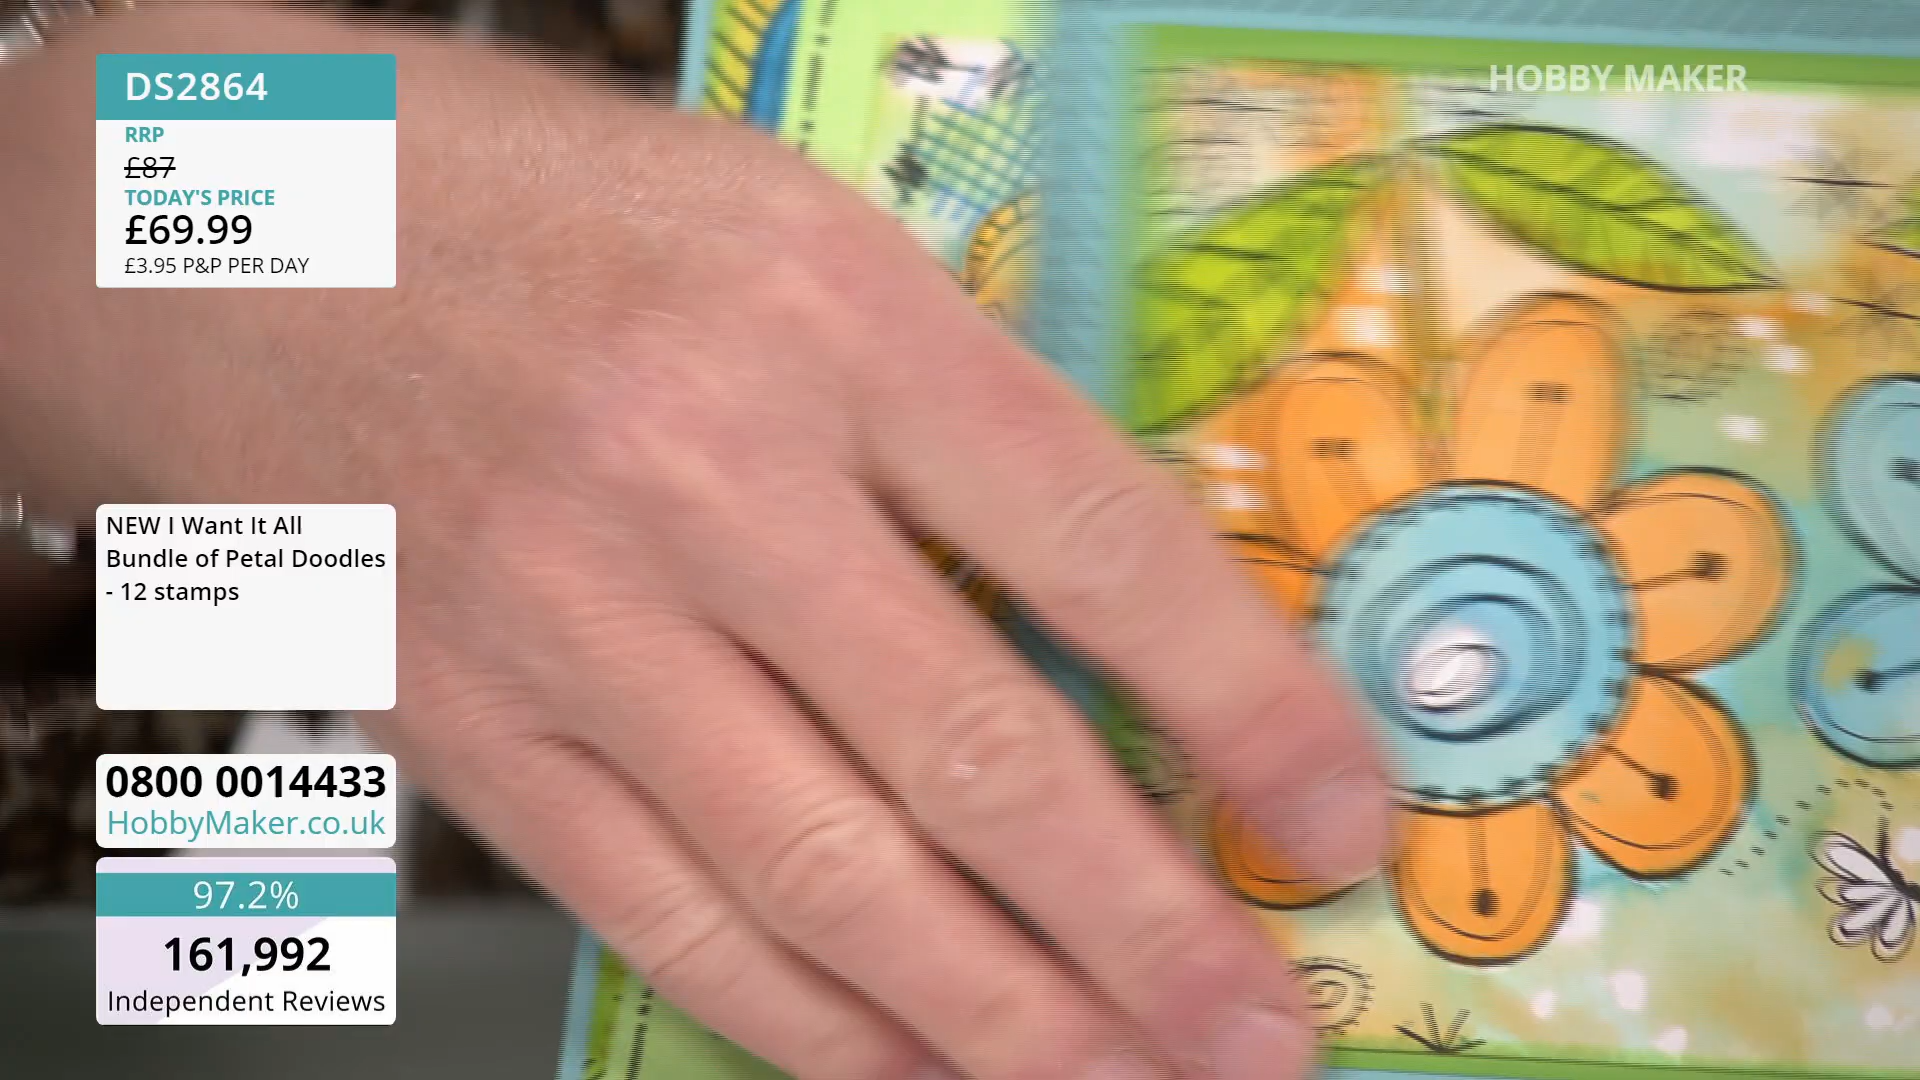 DS2864
RRP
£87
TODAY'S PRICE
£69.99
£3.95 P&P PER DAY
HOBBY MAKER
NEW I Want It All
Bundle of Petal Doodles
- 12 stamps
0800 0014433
HobbyMaker.co.uk
97.2%
161,992
Independent Reviews